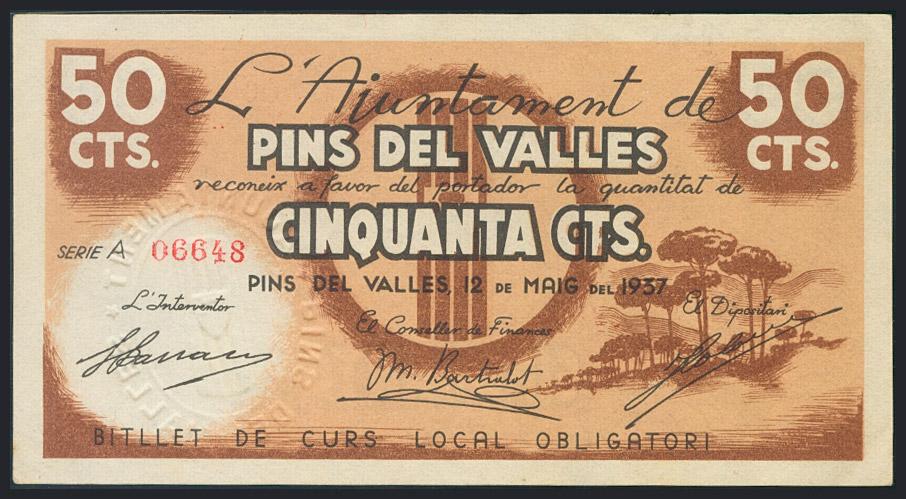 50 CTS.
L'Ajuntament de
50 CTS.
PINS DEL VALLES
reconeix a favor del portador la quantitat de
CINQUANTA CTS.
SERIE A 06648
PINS DEL VALLES, 12 DE MAIG DEL 1937
L'Interventor
El Conseller de Finances
El Dipositari
M. Bartralot
BITLLET DE CURS LOCAL OBLIGATORI